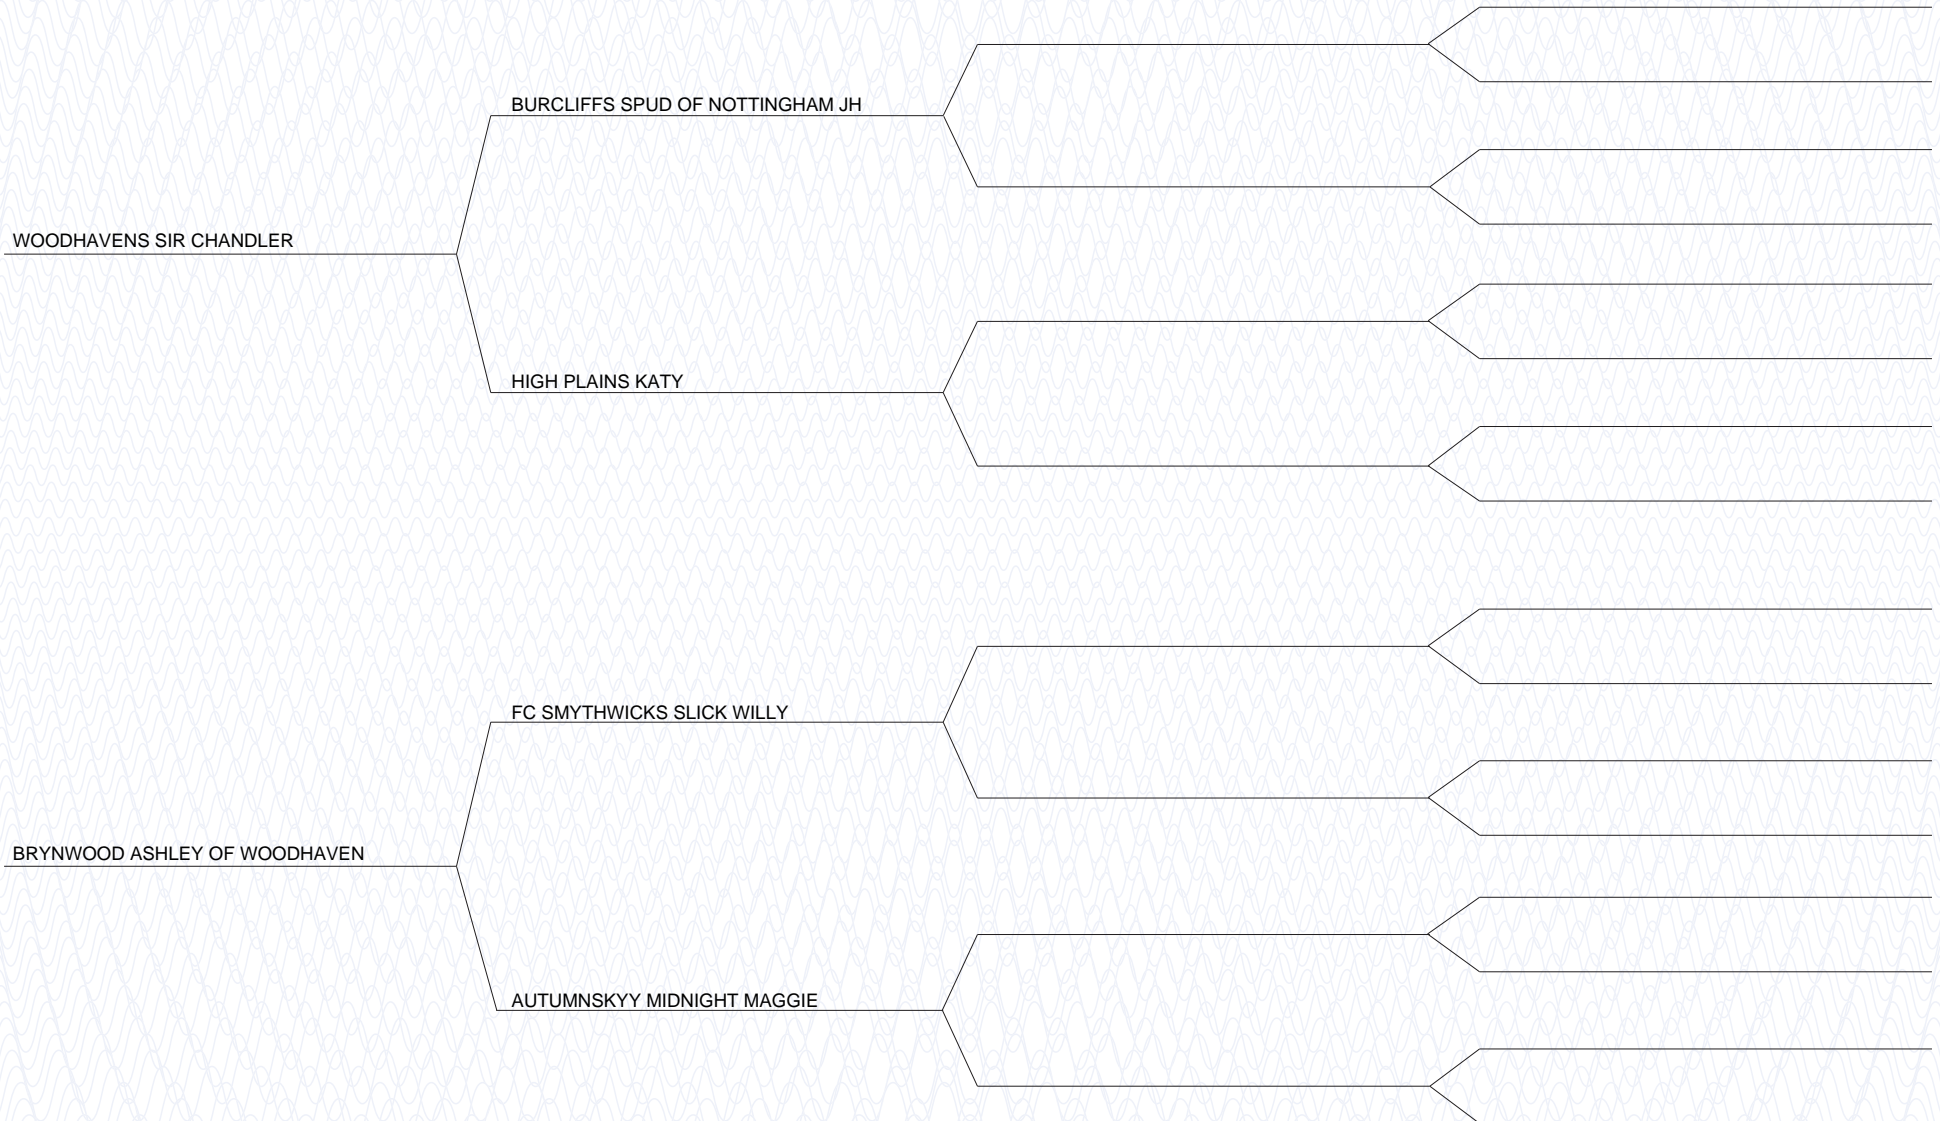 BURCLIFFS SPUD OF NOTTINGHAM JH
WOODHAVENS SIR CHANDLER
HIGH PLAINS KATY
FC SMYTHWICKS SLICK WILLY
BRYNWOOD ASHLEY OF WOODHAVEN
AUTUMNSKYY MIDNIGHT MAGGIE